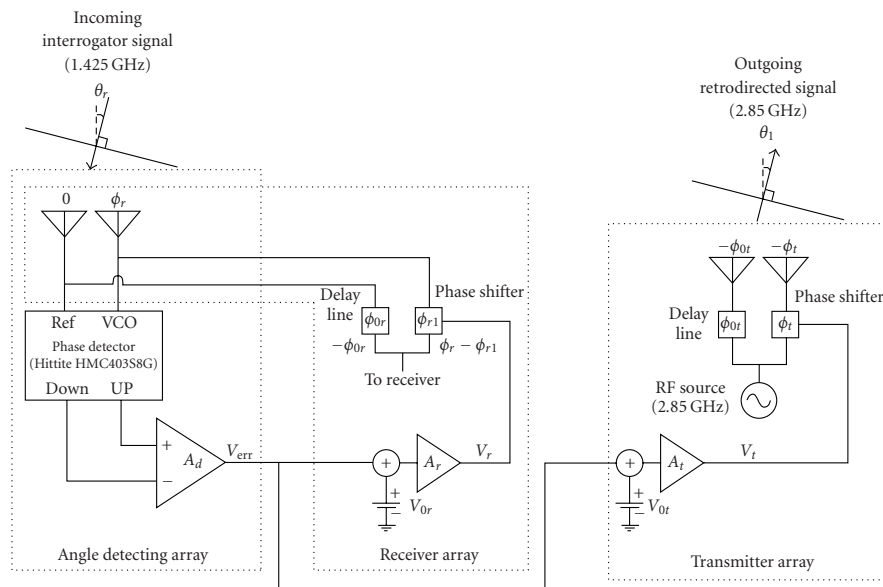 Incoming
interrogator signal
(1.425 GHz)
θr
Outgoing
retrodirected signal
(2.85 GHz)
θ1
0
ϕr
Delay
line
Phase shifter
ϕ0r
ϕr1
−ϕ0r
ϕr − ϕr1
To receiver
Ref
VCO
Phase detector
(Hittite HMC403S8G)
Down
UP
+
−
Ad
Verr
+
Ar
Vr
+
−
V0r
Angle detecting array
Receiver array
−ϕ0t
−ϕt
Delay
line
Phase shifter
ϕ0t
ϕt
RF source
(2.85 GHz)
+
At
Vt
+
−
V0t
Transmitter array